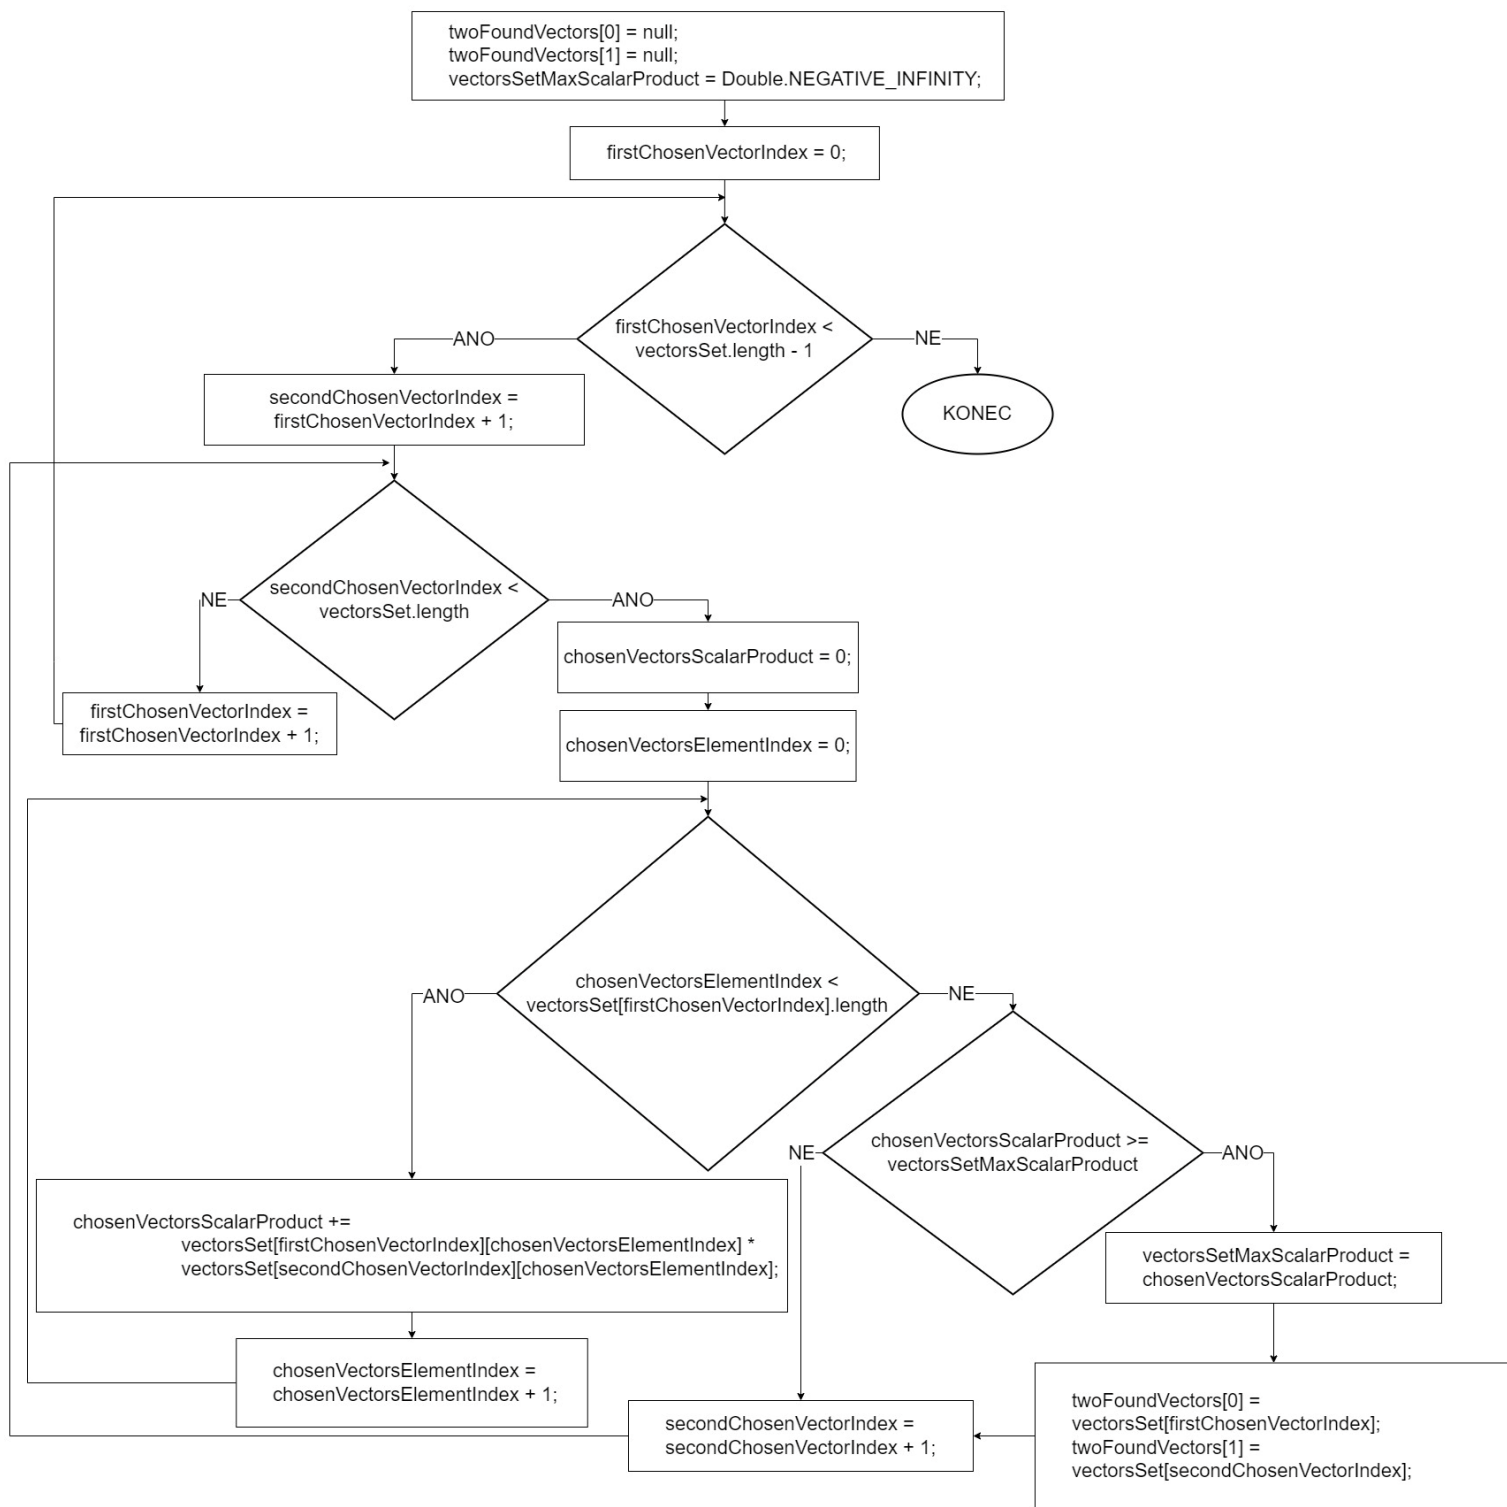 twoFoundVectors[0] = null;
twoFoundVectors[1] = null;
vectorsSetMaxScalarProduct = Double.NEGATIVE_INFINITY;
firstChosenVectorIndex = 0;
firstChosenVectorIndex <
vectorsSet.length - 1
ANO
NE
secondChosenVectorIndex =
firstChosenVectorIndex + 1;
KONEC
secondChosenVectorIndex <
vectorsSet.length
NE
ANO
chosenVectorsScalarProduct = 0;
firstChosenVectorIndex =
firstChosenVectorIndex + 1;
chosenVectorsElementIndex = 0;
chosenVectorsElementIndex <
vectorsSet[firstChosenVectorIndex].length
ANO
NE
chosenVectorsScalarProduct >=
vectorsSetMaxScalarProduct
NE
ANO
chosenVectorsScalarProduct +=
vectorsSet[firstChosenVectorIndex][chosenVectorsElementIndex] *
vectorsSet[secondChosenVectorIndex][chosenVectorsElementIndex];
vectorsSetMaxScalarProduct =
chosenVectorsScalarProduct;
chosenVectorsElementIndex =
chosenVectorsElementIndex + 1;
twoFoundVectors[0] =
vectorsSet[firstChosenVectorIndex];
twoFoundVectors[1] =
vectorsSet[secondChosenVectorIndex];
secondChosenVectorIndex =
secondChosenVectorIndex + 1;